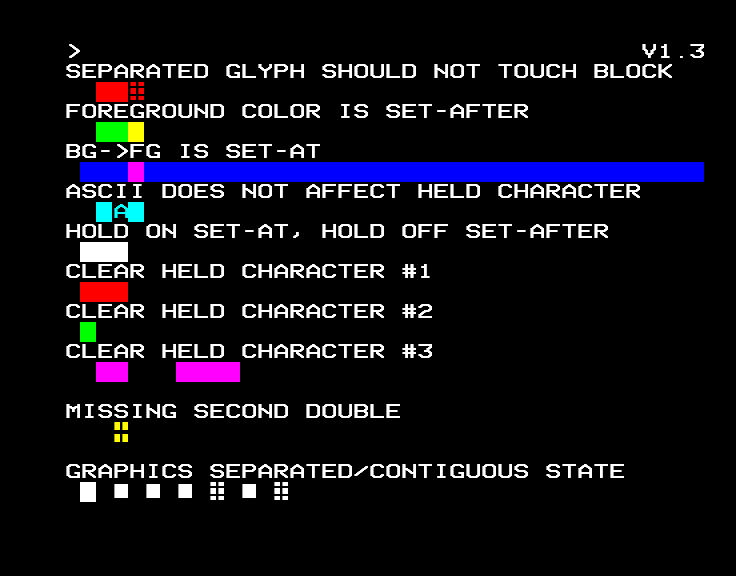 > V1.3
SEPARATED GLYPH SHOULD NOT TOUCH BLOCK
FOREGROUND COLOR IS SET-AFTER
BG->FG IS SET-AT
ASCII DOES NOT AFFECT HELD CHARACTER
A
HOLD ON SET-AT, HOLD OFF SET-AFTER
CLEAR HELD CHARACTER #1
CLEAR HELD CHARACTER #2
CLEAR HELD CHARACTER #3
MISSING SECOND DOUBLE
GRAPHICS SEPARATED/CONTIGUOUS STATE